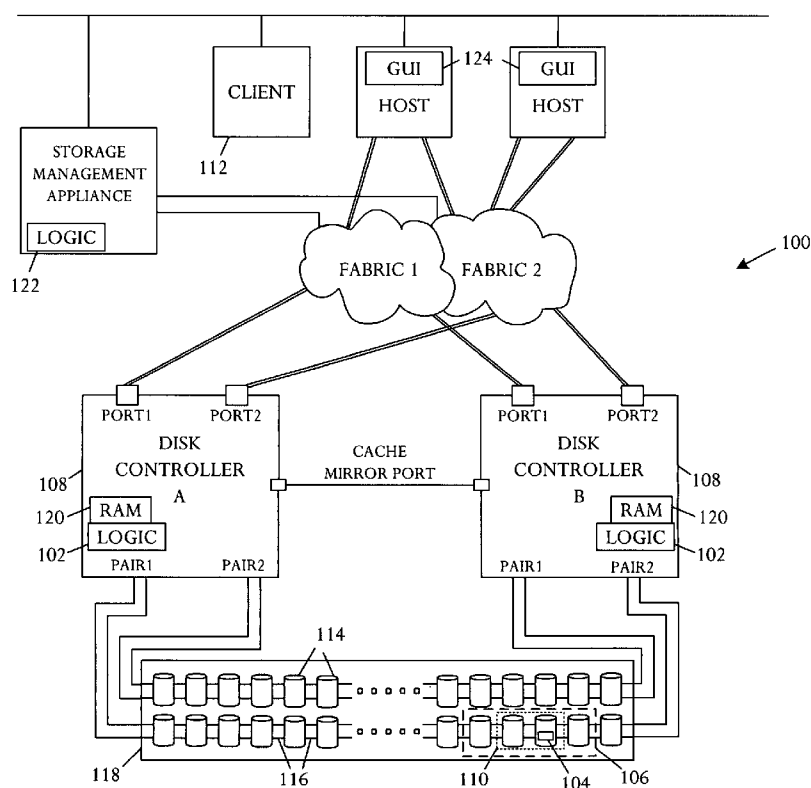 GUI
124
GUI
CLIENT
HOST
HOST
112
STORAGE
MANAGEMENT
APPLIANCE
LOGIC
122
100
FABRIC 1
FABRIC 2
PORT1
PORT2
PORT1
PORT2
DISK
CONTROLLER
A
CACHE
MIRROR PORT
DISK
CONTROLLER
B
108
108
120
RAM
RAM
120
102
LOGIC
LOGIC
102
PAIR1
PAIR2
PAIR1
PAIR2
114
118
116
110
104
106